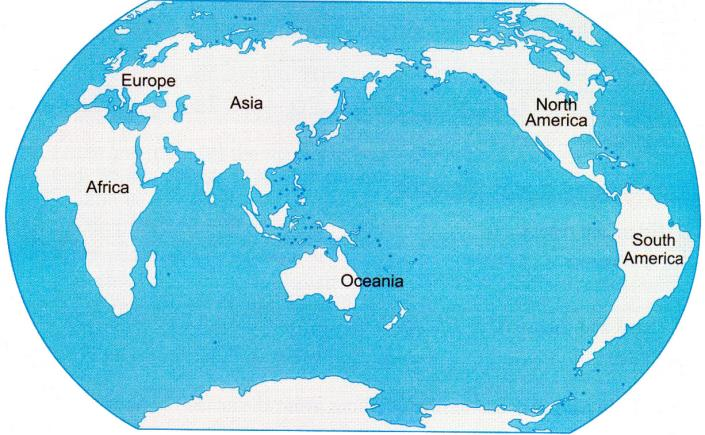 Europe
Asia
North
America
Africa
South
America
Oceania